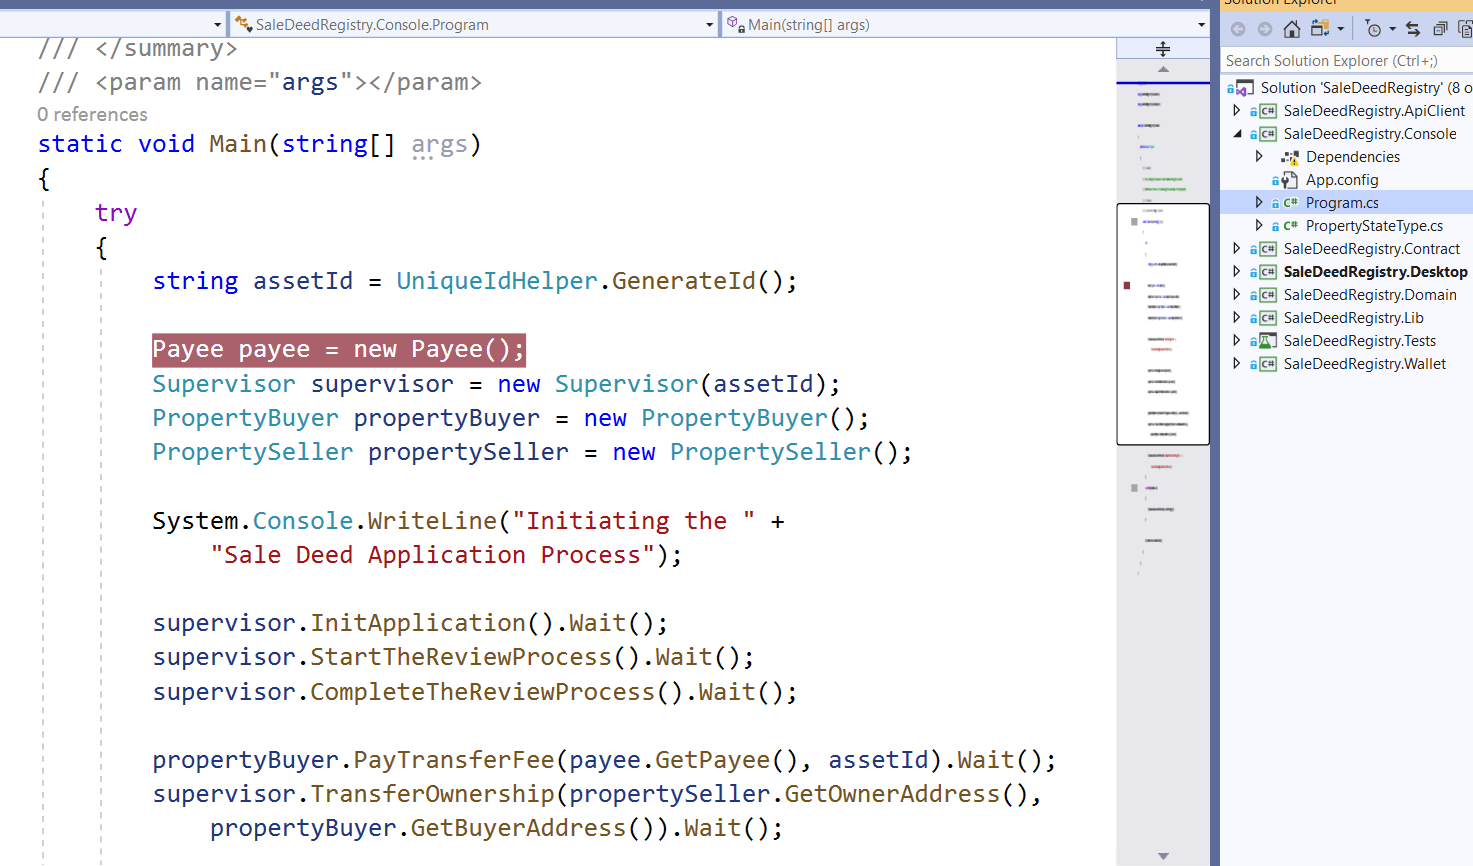 Solution Explorer
SaleDeedRegistry.Console.Program
Main(string[] args)
/// </summary>
/// <param name="args"></param>
0 references
static void Main(string[] args)
{
try
{
string assetId = UniqueIdHelper.GenerateId();
Payee payee = new Payee();
Supervisor supervisor = new Supervisor(assetId);
PropertyBuyer propertyBuyer = new PropertyBuyer();
PropertySeller propertySeller = new PropertySeller();
System.Console.WriteLine("Initiating the " +
"Sale Deed Application Process");
supervisor.InitApplication().Wait();
supervisor.StartTheReviewProcess().Wait();
supervisor.CompleteTheReviewProcess().Wait();
propertyBuyer.PayTransferFee(payee.GetPayee(), assetId).Wait();
supervisor.TransferOwnership(propertySeller.GetOwnerAddress(),
propertyBuyer.GetBuyerAddress()).Wait();
Search Solution Explorer (Ctrl+;)
Solution 'SaleDeedRegistry' (8 o
C# SaleDeedRegistry.ApiClient
C# SaleDeedRegistry.Console
Dependencies
App.config
C# Program.cs
C# PropertyStateType.cs
C# SaleDeedRegistry.Contract
C# SaleDeedRegistry.Desktop
C# SaleDeedRegistry.Domain
C# SaleDeedRegistry.Lib
SaleDeedRegistry.Tests
C# SaleDeedRegistry.Wallet